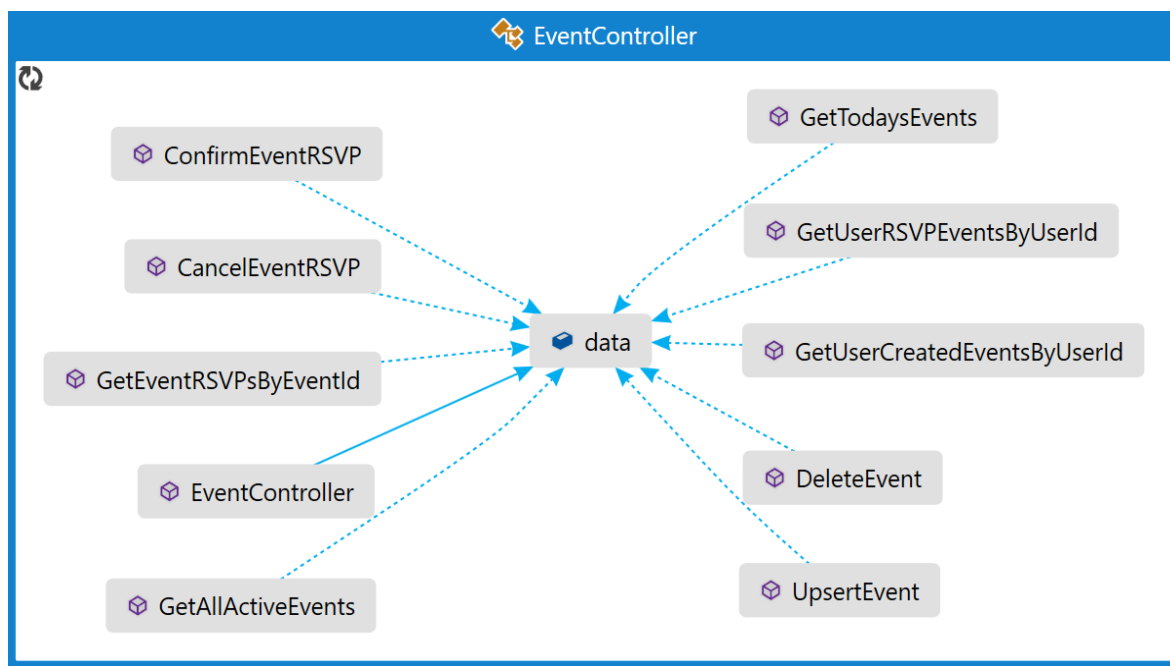 EventController
ConfirmEventRSVP
CancelEventRSVP
GetEventRSVPsByEventId
EventController
GetAllActiveEvents
data
GetTodaysEvents
GetUserRSVPEventsByUserId
GetUserCreatedEventsByUserId
DeleteEvent
UpsertEvent